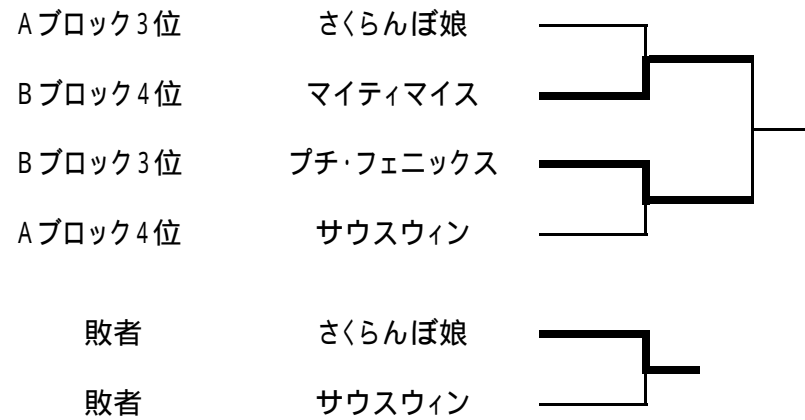 Aブロック3位 さくらんぼ娘
Bブロック4位 マイティマイス
Bブロック3位 プチ・フェニックス
Aブロック4位 サウスウィン
敗者 さくらんぼ娘
敗者 サウスウィン